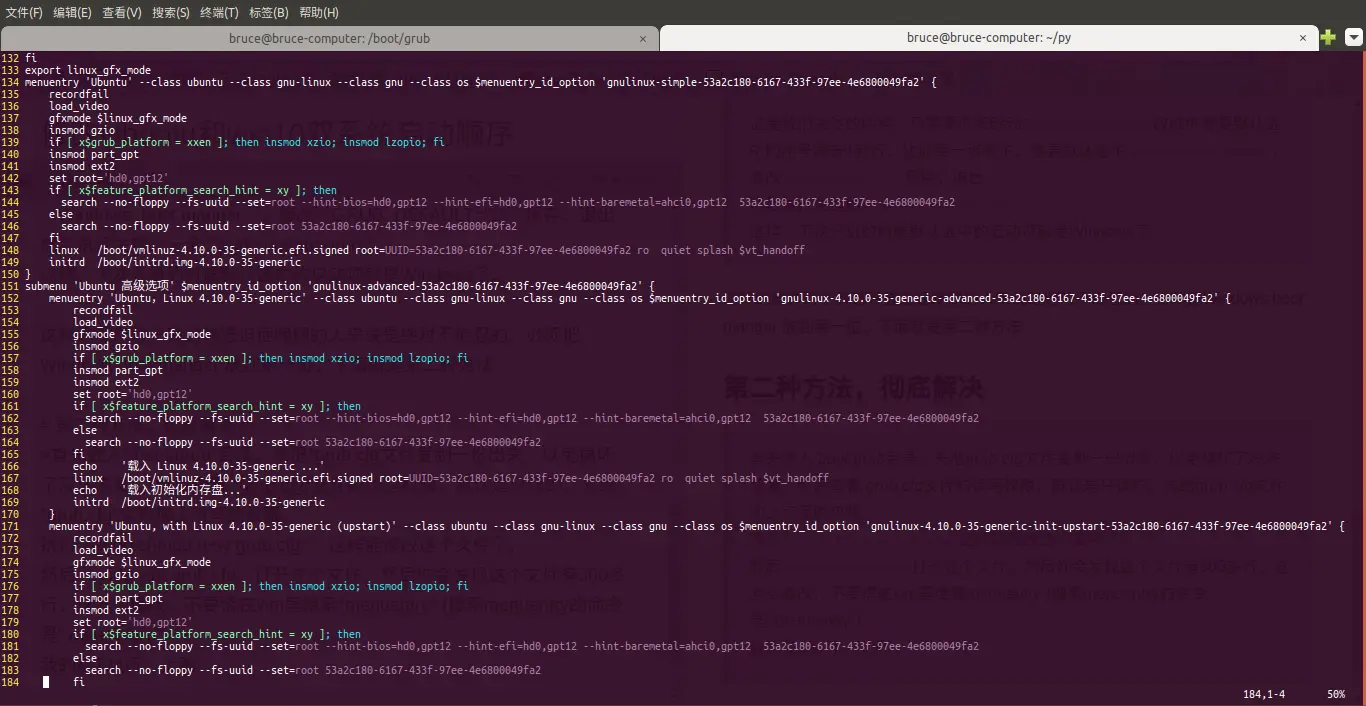 文件(F) 编辑(E) 查看(V) 搜索(S) 终端(T) 标签(B) 帮助(H)
bruce@bruce-computer: /boot/grub × bruce@bruce-computer: ~/py ×
132 fi
133 export linux_gfx_mode
134 menuentry 'Ubuntu' --class ubuntu --class gnu-linux --class gnu --class os $menuentry_id_option 'gnulinux-simple-53a2c180-6167-433f-97ee-4e6800049fa2' {
135 recordfail
136 load_video
137 gfxmode $linux_gfx_mode
138 insmod gzio
139 if [ x$grub_platform = xxen ]; then insmod xzio; insmod lzopio; fi
140 insmod part_gpt
141 insmod ext2
142 set root='hd0,gpt12'
143 if [ x$feature_platform_search_hint = xy ]; then
144 search --no-floppy --fs-uuid --set=root --hint-bios=hd0,gpt12 --hint-efi=hd0,gpt12 --hint-baremetal=ahci0,gpt12 53a2c180-6167-433f-97ee-4e6800049fa2
145 else
146 search --no-floppy --fs-uuid --set=root 53a2c180-6167-433f-97ee-4e6800049fa2
147 fi
148 linux /boot/vmlinuz-4.10.0-35-generic.efi.signed root=UUID=53a2c180-6167-433f-97ee-4e6800049fa2 ro quiet splash $vt_handoff
149 initrd /boot/initrd.img-4.10.0-35-generic
150 }
151 submenu 'Ubuntu 高级选项' $menuentry_id_option 'gnulinux-advanced-53a2c180-6167-433f-97ee-4e6800049fa2' {
152 menuentry 'Ubuntu, Linux 4.10.0-35-generic' --class ubuntu --class gnu-linux --class gnu --class os $menuentry_id_option 'gnulinux-4.10.0-35-generic-advanced-53a2c180-6167-433f-97ee-4e6800049fa2' {
153 recordfail
154 load_video
155 gfxmode $linux_gfx_mode
156 insmod gzio
157 if [ x$grub_platform = xxen ]; then insmod xzio; insmod lzopio; fi
158 insmod part_gpt
159 insmod ext2
160 set root='hd0,gpt12'
161 if [ x$feature_platform_search_hint = xy ]; then
162 search --no-floppy --fs-uuid --set=root --hint-bios=hd0,gpt12 --hint-efi=hd0,gpt12 --hint-baremetal=ahci0,gpt12 53a2c180-6167-433f-97ee-4e6800049fa2
163 else
164 search --no-floppy --fs-uuid --set=root 53a2c180-6167-433f-97ee-4e6800049fa2
165 fi
166 echo '载入 Linux 4.10.0-35-generic ...'
167 linux /boot/vmlinuz-4.10.0-35-generic.efi.signed root=UUID=53a2c180-6167-433f-97ee-4e6800049fa2 ro quiet splash $vt_handoff
168 echo '载入初始化内存盘...'
169 initrd /boot/initrd.img-4.10.0-35-generic
170 }
171 menuentry 'Ubuntu, with Linux 4.10.0-35-generic (upstart)' --class ubuntu --class gnu-linux --class gnu --class os $menuentry_id_option 'gnulinux-4.10.0-35-generic-init-upstart-53a2c180-6167-433f-97ee-4e6800049fa2' {
172 recordfail
173 load_video
174 gfxmode $linux_gfx_mode
175 insmod gzio
176 if [ x$grub_platform = xxen ]; then insmod xzio; insmod lzopio; fi
177 insmod part_gpt
178 insmod ext2
179 set root='hd0,gpt12'
180 if [ x$feature_platform_search_hint = xy ]; then
181 search --no-floppy --fs-uuid --set=root --hint-bios=hd0,gpt12 --hint-efi=hd0,gpt12 --hint-baremetal=ahci0,gpt12 53a2c180-6167-433f-97ee-4e6800049fa2
182 else
183 search --no-floppy --fs-uuid --set=root 53a2c180-6167-433f-97ee-4e6800049fa2
184 fi
184,1-4 50%
第二种方法，彻底解决